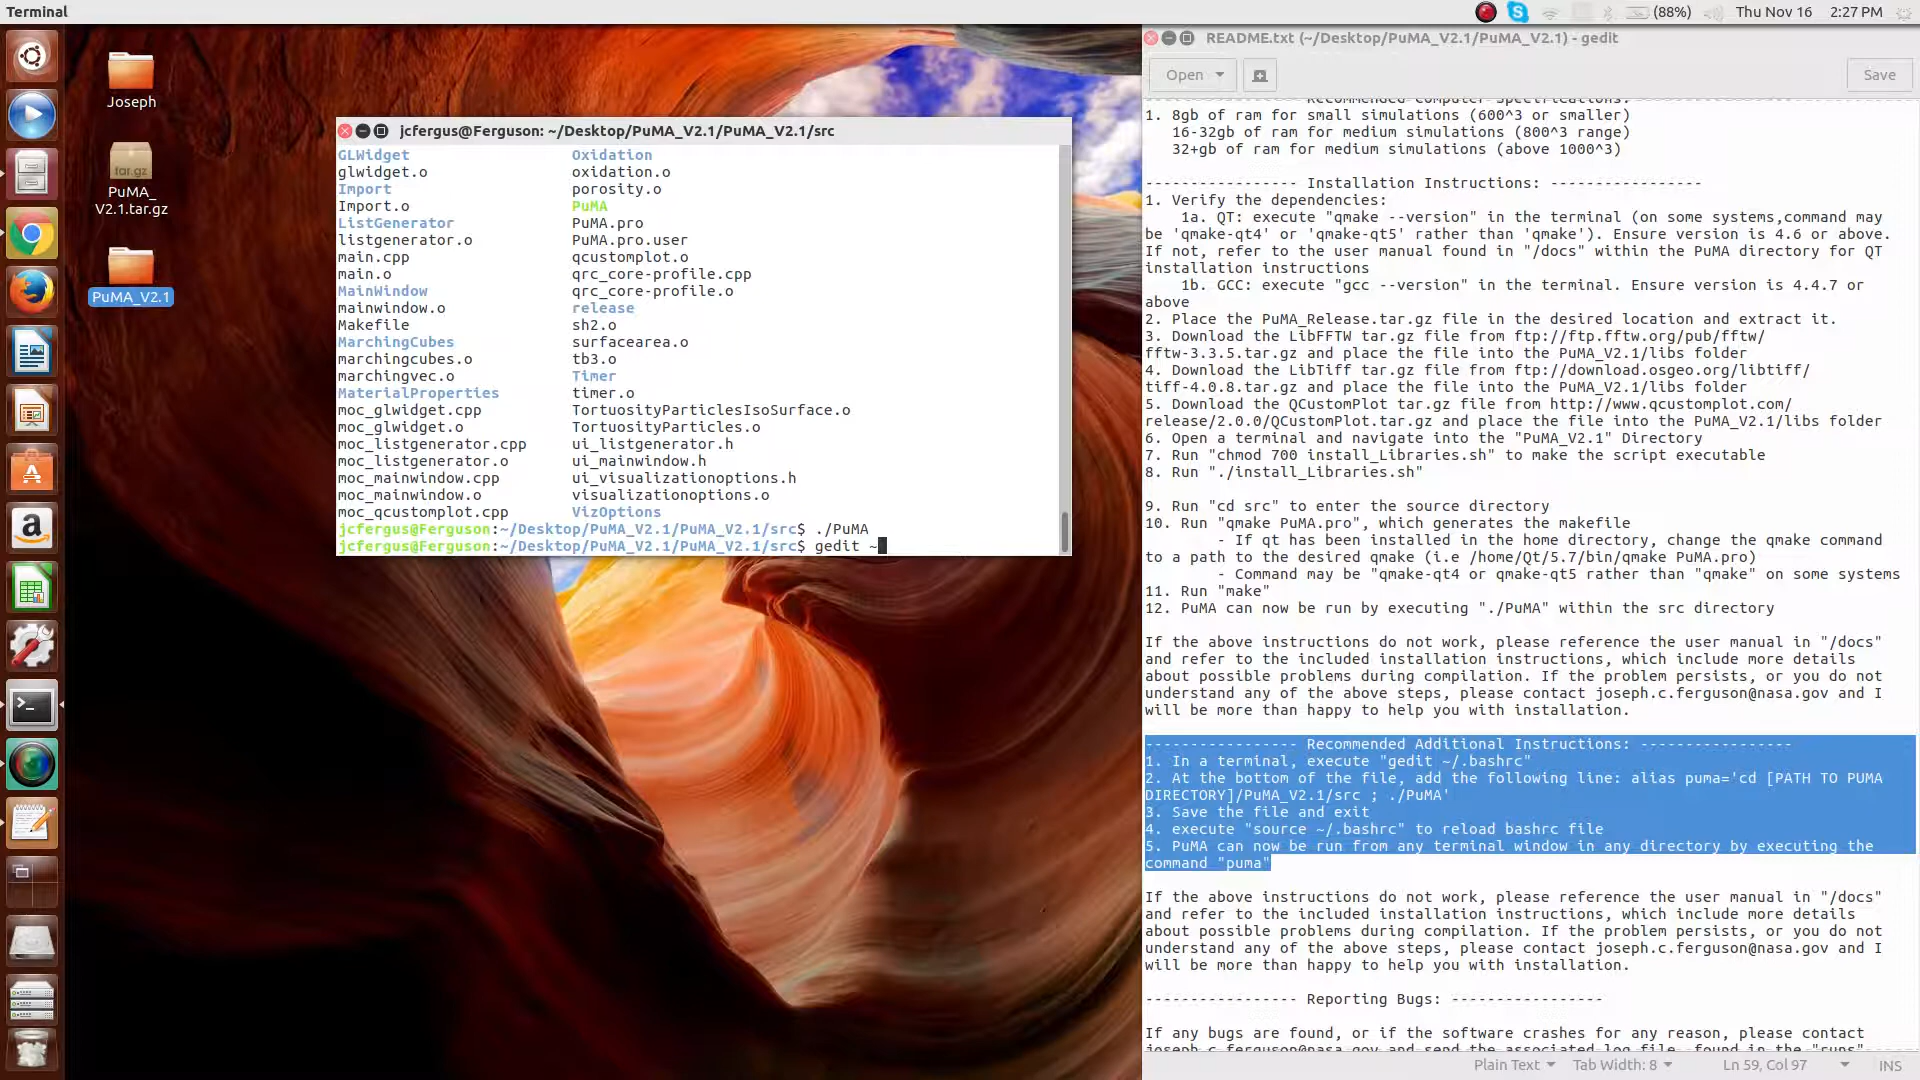 Terminal
(88%)
Thu Nov 16
2:27 PM
Joseph
tar.gz
PuMA_
V2.1.tar.gz
PuMA_V2.1
jcfergus@Ferguson: ~/Desktop/PuMA_V2.1/PuMA_V2.1/src
GLWidget Oxidation
glwidget.o oxidation.o
Import porosity.o
Import.o PuMA
ListGenerator PuMA.pro
listgenerator.o PuMA.pro.user
main.cpp qcustomplot.o
main.o qrc_core-profile.cpp
MainWindow qrc_core-profile.o
mainwindow.o release
Makefile sh2.o
MarchingCubes surfacearea.o
marchingcubes.o tb3.o
marchingvec.o Timer
MaterialProperties timer.o
moc_glwidget.cpp TortuosityParticlesIsoSurface.o
moc_glwidget.o TortuosityParticles.o
moc_listgenerator.cpp ui_listgenerator.h
moc_listgenerator.o ui_mainwindow.h
moc_mainwindow.cpp ui_visualizationoptions.h
moc_mainwindow.o visualizationoptions.o
moc_qcustomplot.cpp VizOptions
jcfergus@Ferguson:~/Desktop/PuMA_V2.1/PuMA_V2.1/src$ ./PuMA
jcfergus@Ferguson:~/Desktop/PuMA_V2.1/PuMA_V2.1/src$ gedit ~
README.txt (~/Desktop/PuMA_V2.1/PuMA_V2.1) - gedit
Open
Save
---------------- Recommended Computer Specifications:
1. 8gb of ram for small simulations (600^3 or smaller)
16-32gb of ram for medium simulations (800^3 range)
32+gb of ram for medium simulations (above 1000^3)
----------------- Installation Instructions: -----------------
1. Verify the dependencies:
1a. QT: execute "qmake --version" in the terminal (on some systems,command may
be 'qmake-qt4' or 'qmake-qt5' rather than 'qmake'). Ensure version is 4.6 or above.
If not, refer to the user manual found in "/docs" within the PuMA directory for QT
installation instructions
1b. GCC: execute "gcc --version" in the terminal. Ensure version is 4.4.7 or
above
2. Place the PuMA_Release.tar.gz file in the desired location and extract it.
3. Download the LibFFTW tar.gz file from ftp://ftp.fftw.org/pub/fftw/
fftw-3.3.5.tar.gz and place the file into the PuMA_V2.1/libs folder
4. Download the LibTiff tar.gz file from ftp://download.osgeo.org/libtiff/
tiff-4.0.8.tar.gz and place the file into the PuMA_V2.1/libs folder
5. Download the QCustomPlot tar.gz file from http://www.qcustomplot.com/
release/2.0.0/QCustomPlot.tar.gz and place the file into the PuMA_V2.1/libs folder
6. Open a terminal and navigate into the "PuMA_V2.1" Directory
7. Run "chmod 700 install_Libraries.sh" to make the script executable
8. Run "./install_Libraries.sh"
9. Run "cd src" to enter the source directory
10. Run "qmake PuMA.pro", which generates the makefile
- If qt has been installed in the home directory, change the qmake command
to a path to the desired qmake (i.e /home/Qt/5.7/bin/qmake PuMA.pro)
- Command may be "qmake-qt4 or qmake-qt5 rather than "qmake" on some systems
11. Run "make"
12. PuMA can now be run by executing "./PuMA" within the src directory
If the above instructions do not work, please reference the user manual in "/docs"
and refer to the included installation instructions, which include more details
about possible problems during compilation. If the problem persists, or you do not
understand any of the above steps, please contact joseph.c.ferguson@nasa.gov and I
will be more than happy to help you with installation.
----------------- Recommended Additional Instructions: -----------------
1. In a terminal, execute "gedit ~/.bashrc"
2. At the bottom of the file, add the following line: alias puma='cd [PATH TO PUMA
DIRECTORY]/PuMA_V2.1/src ; ./PuMA'
3. Save the file and exit
4. execute "source ~/.bashrc" to reload bashrc file
5. PuMA can now be run from any terminal window in any directory by executing the
command "puma"
If the above instructions do not work, please reference the user manual in "/docs"
and refer to the included installation instructions, which include more details
about possible problems during compilation. If the problem persists, or you do not
understand any of the above steps, please contact joseph.c.ferguson@nasa.gov and I
will be more than happy to help you with installation.
----------------- Reporting Bugs: -----------------
If any bugs are found, or if the software crashes for any reason, please contact
joseph.c.ferguson@nasa.gov and send the associated log file, found in the "runs"
Plain Text
Tab Width: 8
Ln 59, Col 97
INS